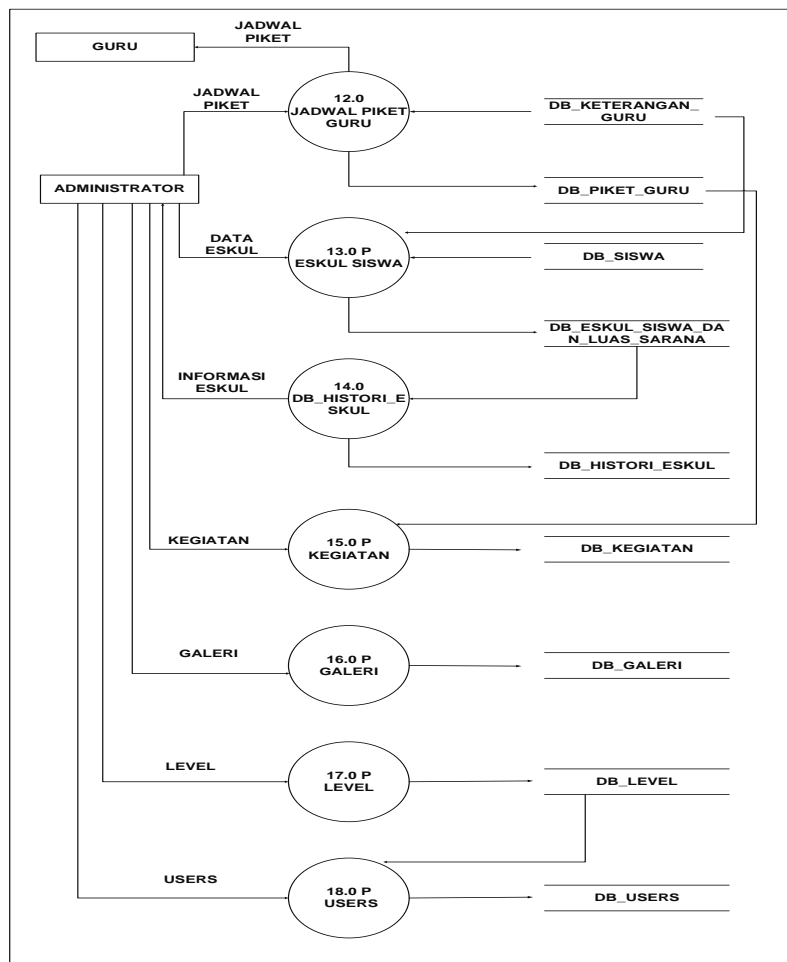 JADWAL
PIKET
GURU
JADWAL
PIKET
12.0
JADWAL PIKET
GURU
DB_KETERANGAN_
GURU
ADMINISTRATOR
DB_PIKET_GURU
DATA
ESKUL
13.0 P
ESKUL SISWA
DB_SISWA
DB_ESKUL_SISWA_DA
N_LUAS_SARANA
INFORMASI
ESKUL
14.0
DB_HISTORI_E
SKUL
DB_HISTORI_ESKUL
KEGIATAN
15.0 P
KEGIATAN
DB_KEGIATAN
GALERI
16.0 P
GALERI
DB_GALERI
LEVEL
17.0 P
LEVEL
DB_LEVEL
USERS
18.0 P
USERS
DB_USERS